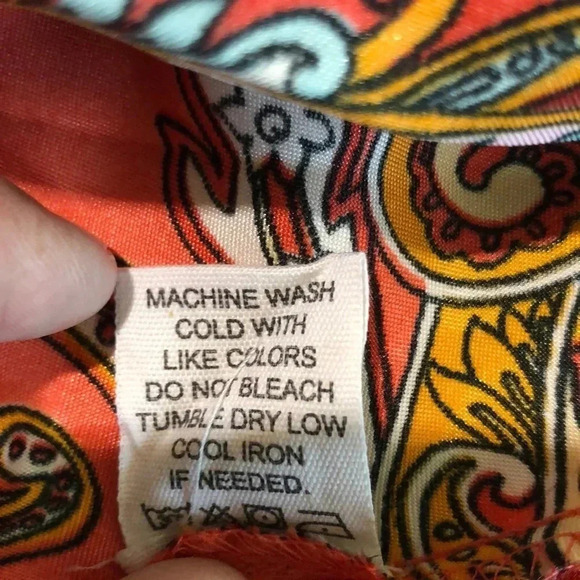 MACHINE WASH
COLD WITH
LIKE COLORS
DO NOT BLEACH
TUMBLE DRY LOW
COOL IRON
IF NEEDED.